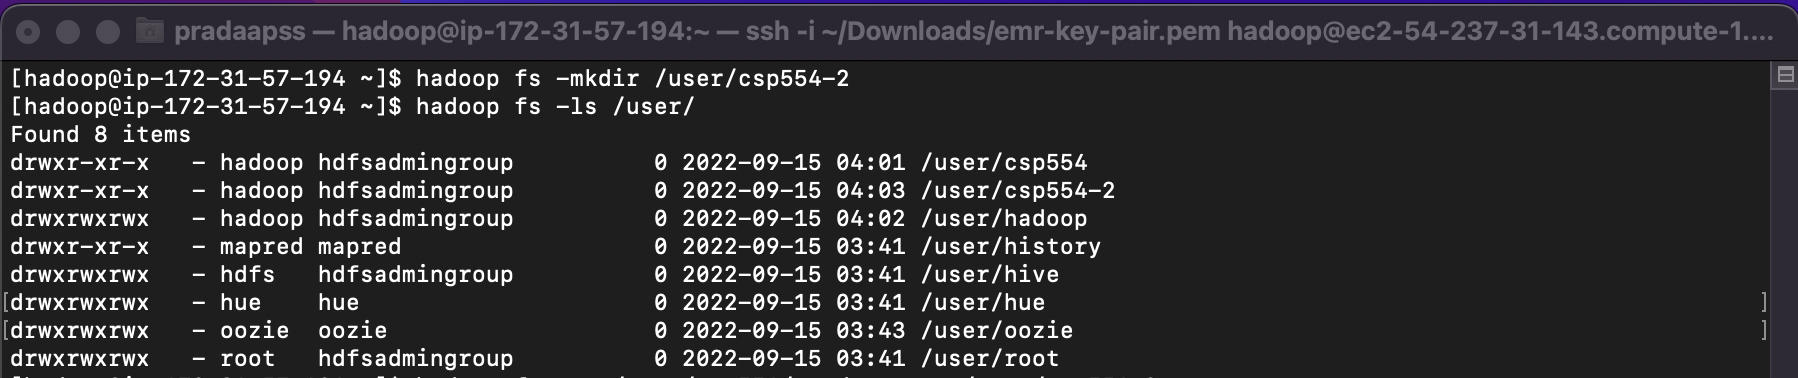 pradaapss — hadoop@ip-172-31-57-194:~ — ssh -i ~/Downloads/emr-key-pair.pem hadoop@ec2-54-237-31-143.compute-1....
[hadoop@ip-172-31-57-194 ~]$ hadoop fs -mkdir /user/csp554-2
[hadoop@ip-172-31-57-194 ~]$ hadoop fs -ls /user/
Found 8 items
drwxr-xr-x   - hadoop hdfsadmingroup          0 2022-09-15 04:01 /user/csp554
drwxr-xr-x   - hadoop hdfsadmingroup          0 2022-09-15 04:03 /user/csp554-2
drwxrwxrwx   - hadoop hdfsadmingroup          0 2022-09-15 04:02 /user/hadoop
drwxr-xr-x   - mapred mapred                  0 2022-09-15 03:41 /user/history
drwxrwxrwx   - hdfs   hdfsadmingroup          0 2022-09-15 03:41 /user/hive
[drwxrwxrwx   - hue    hue                     0 2022-09-15 03:41 /user/hue ]
[drwxrwxrwx   - oozie  oozie                   0 2022-09-15 03:43 /user/oozie ]
drwxrwxrwx   - root   hdfsadmingroup          0 2022-09-15 03:41 /user/root